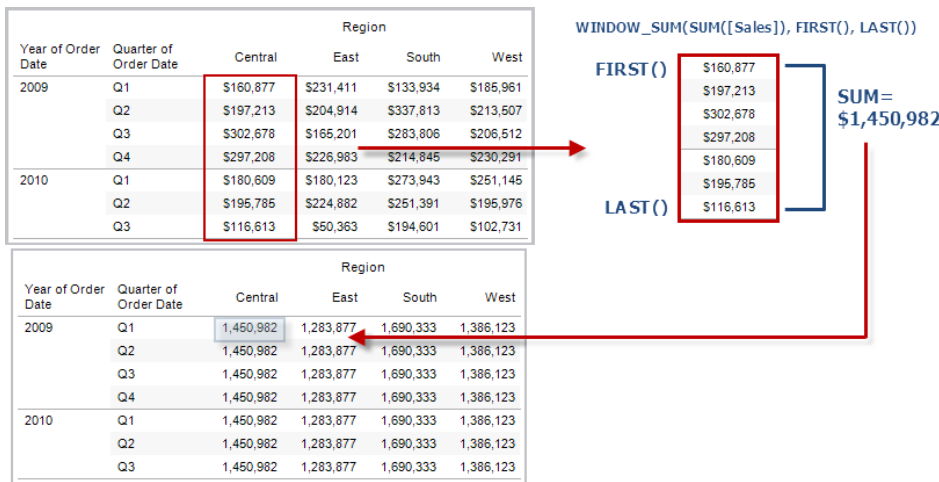 Region
Year of Order Date Quarter of Order Date Central East South West
2009 Q1 $160,877 $231,411 $133,934 $185,961
Q2 $197,213 $204,914 $337,813 $213,507
Q3 $302,678 $165,201 $283,806 $206,512
Q4 $297,208 $226,983 $214,845 $230,291
2010 Q1 $180,609 $180,123 $273,943 $251,145
Q2 $195,785 $224,882 $251,391 $195,976
Q3 $116,613 $50,363 $194,601 $102,731
WINDOW_SUM(SUM([Sales]), FIRST(), LAST())
FIRST() $160,877
$197,213
$302,678
$297,208
$180,609
$195,785
LAST() $116,613
SUM=
$1,450,982
Region
Year of Order Date Quarter of Order Date Central East South West
2009 Q1 1,450,982 1,283,877 1,690,333 1,386,123
Q2 1,450,982 1,283,877 1,690,333 1,386,123
Q3 1,450,982 1,283,877 1,690,333 1,386,123
Q4 1,450,982 1,283,877 1,690,333 1,386,123
2010 Q1 1,450,982 1,283,877 1,690,333 1,386,123
Q2 1,450,982 1,283,877 1,690,333 1,386,123
Q3 1,450,982 1,283,877 1,690,333 1,386,123